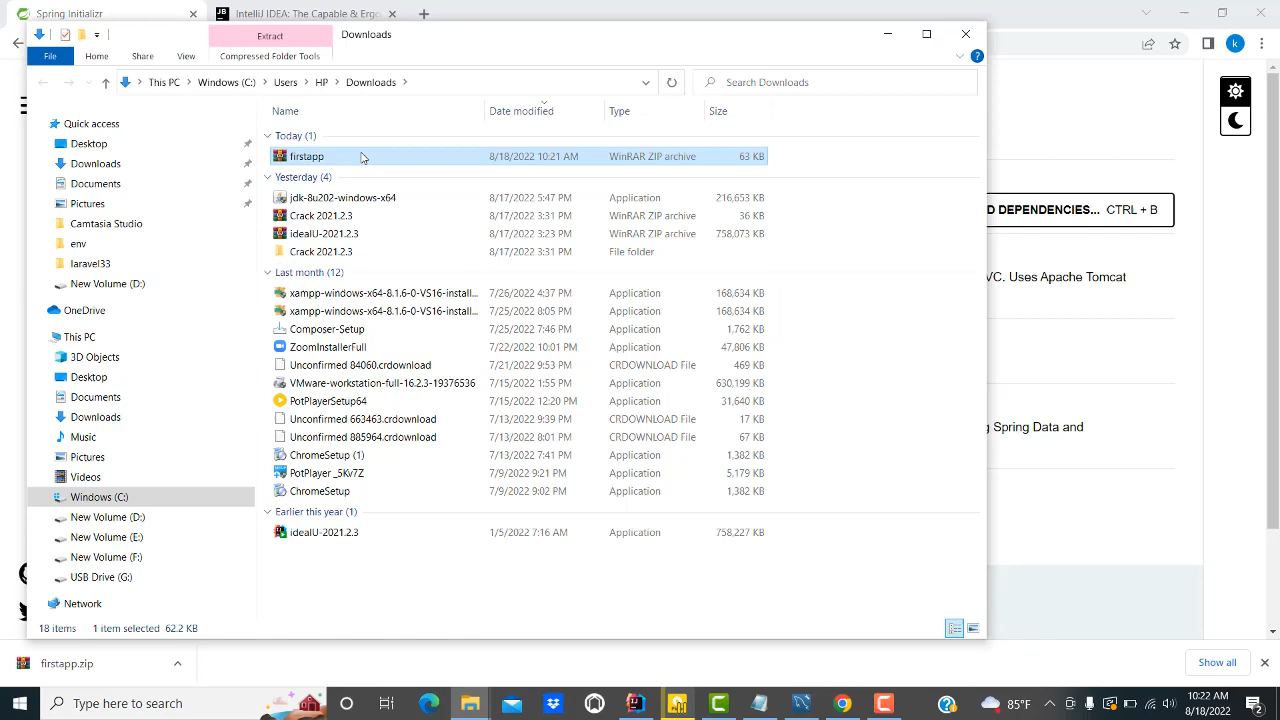 Spring Initializr
IntelliJ IDEA: The Capable & Ergo
Extract
Downloads
File
Home
Share
View
Compressed Folder Tools
k
This PC
Windows (C:)
Users
HP
Downloads
Search Downloads
Name
Date modified
Type
Size
Quick access
Desktop
Downloads
Documents
Pictures
Camtasia Studio
env
laravel33
New Volume (D:)
OneDrive
This PC
3D Objects
Desktop
Documents
Downloads
Music
Pictures
Videos
Windows (C:)
New Volume (D:)
New Volume (E:)
New Volume (F:)
USB Drive (G:)
Network
Today (1)
firstapp 8/18/2022 10:21 AM WinRAR ZIP archive 63 KB
Yesterday (4)
jdk-8u202-windows-x64 8/17/2022 5:47 PM Application 216,653 KB
Crack 2021.2.3 8/17/2022 3:31 PM WinRAR ZIP archive 36 KB
ideaIU-2021.2.3 8/17/2022 3:23 PM WinRAR ZIP archive 758,073 KB
Crack 2021.2.3 8/17/2022 3:31 PM File folder
Last month (12)
xampp-windows-x64-8.1.6-0-VS16-install... 7/26/2022 4:37 PM Application 168,634 KB
xampp-windows-x64-8.1.6-0-VS16-install... 7/25/2022 8:05 PM Application 168,634 KB
Composer-Setup 7/25/2022 7:46 PM Application 1,762 KB
ZoomInstallerFull 7/22/2022 10:01 PM Application 47,806 KB
Unconfirmed 84060.crdownload 7/21/2022 9:53 PM CRDOWNLOAD File 469 KB
VMware-workstation-full-16.2.3-19376536 7/15/2022 1:55 PM Application 630,199 KB
PotPlayerSetup64 7/15/2022 12:20 PM Application 31,640 KB
Unconfirmed 663463.crdownload 7/13/2022 9:39 PM CRDOWNLOAD File 17 KB
Unconfirmed 885964.crdownload 7/13/2022 8:01 PM CRDOWNLOAD File 67 KB
ChromeSetup (1) 7/13/2022 7:41 PM Application 1,382 KB
PotPlayer_5Kv7Z 7/9/2022 9:21 PM Application 5,179 KB
ChromeSetup 7/9/2022 9:02 PM Application 1,382 KB
Earlier this year (1)
ideaIU-2021.2.3 1/5/2022 7:16 AM Application 758,227 KB
18 items 1 item selected 62.2 KB
D DEPENDENCIES... CTRL + B
VC. Uses Apache Tomcat
g Spring Data and
firstapp.zip
Show all
Type here to search
85°F
10:22 AM
8/18/2022